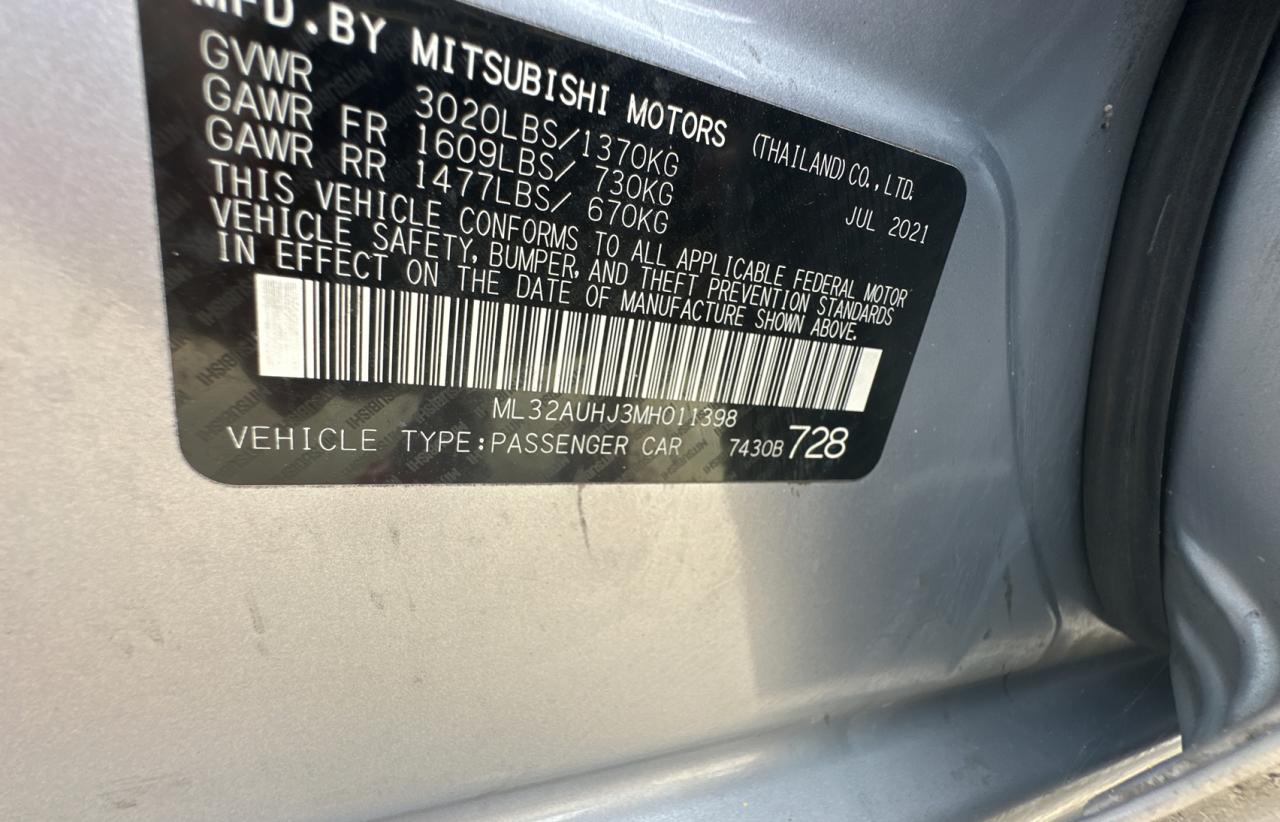 MFD.BY MITSUBISHI MOTORS (THAILAND) CO.,LTD.
GVWR 3020LBS/1370KG JUL 2021
GAWR FR 1609LBS/ 730KG
GAWR RR 1477LBS/ 670KG
THIS VEHICLE CONFORMS TO ALL APPLICABLE FEDERAL MOTOR
VEHICLE SAFETY, BUMPER, AND THEFT PREVENTION STANDARDS
IN EFFECT ON THE DATE OF MANUFACTURE SHOWN ABOVE.
ML32AUHJ3MH011398
VEHICLE TYPE:PASSENGER CAR 7430B 728